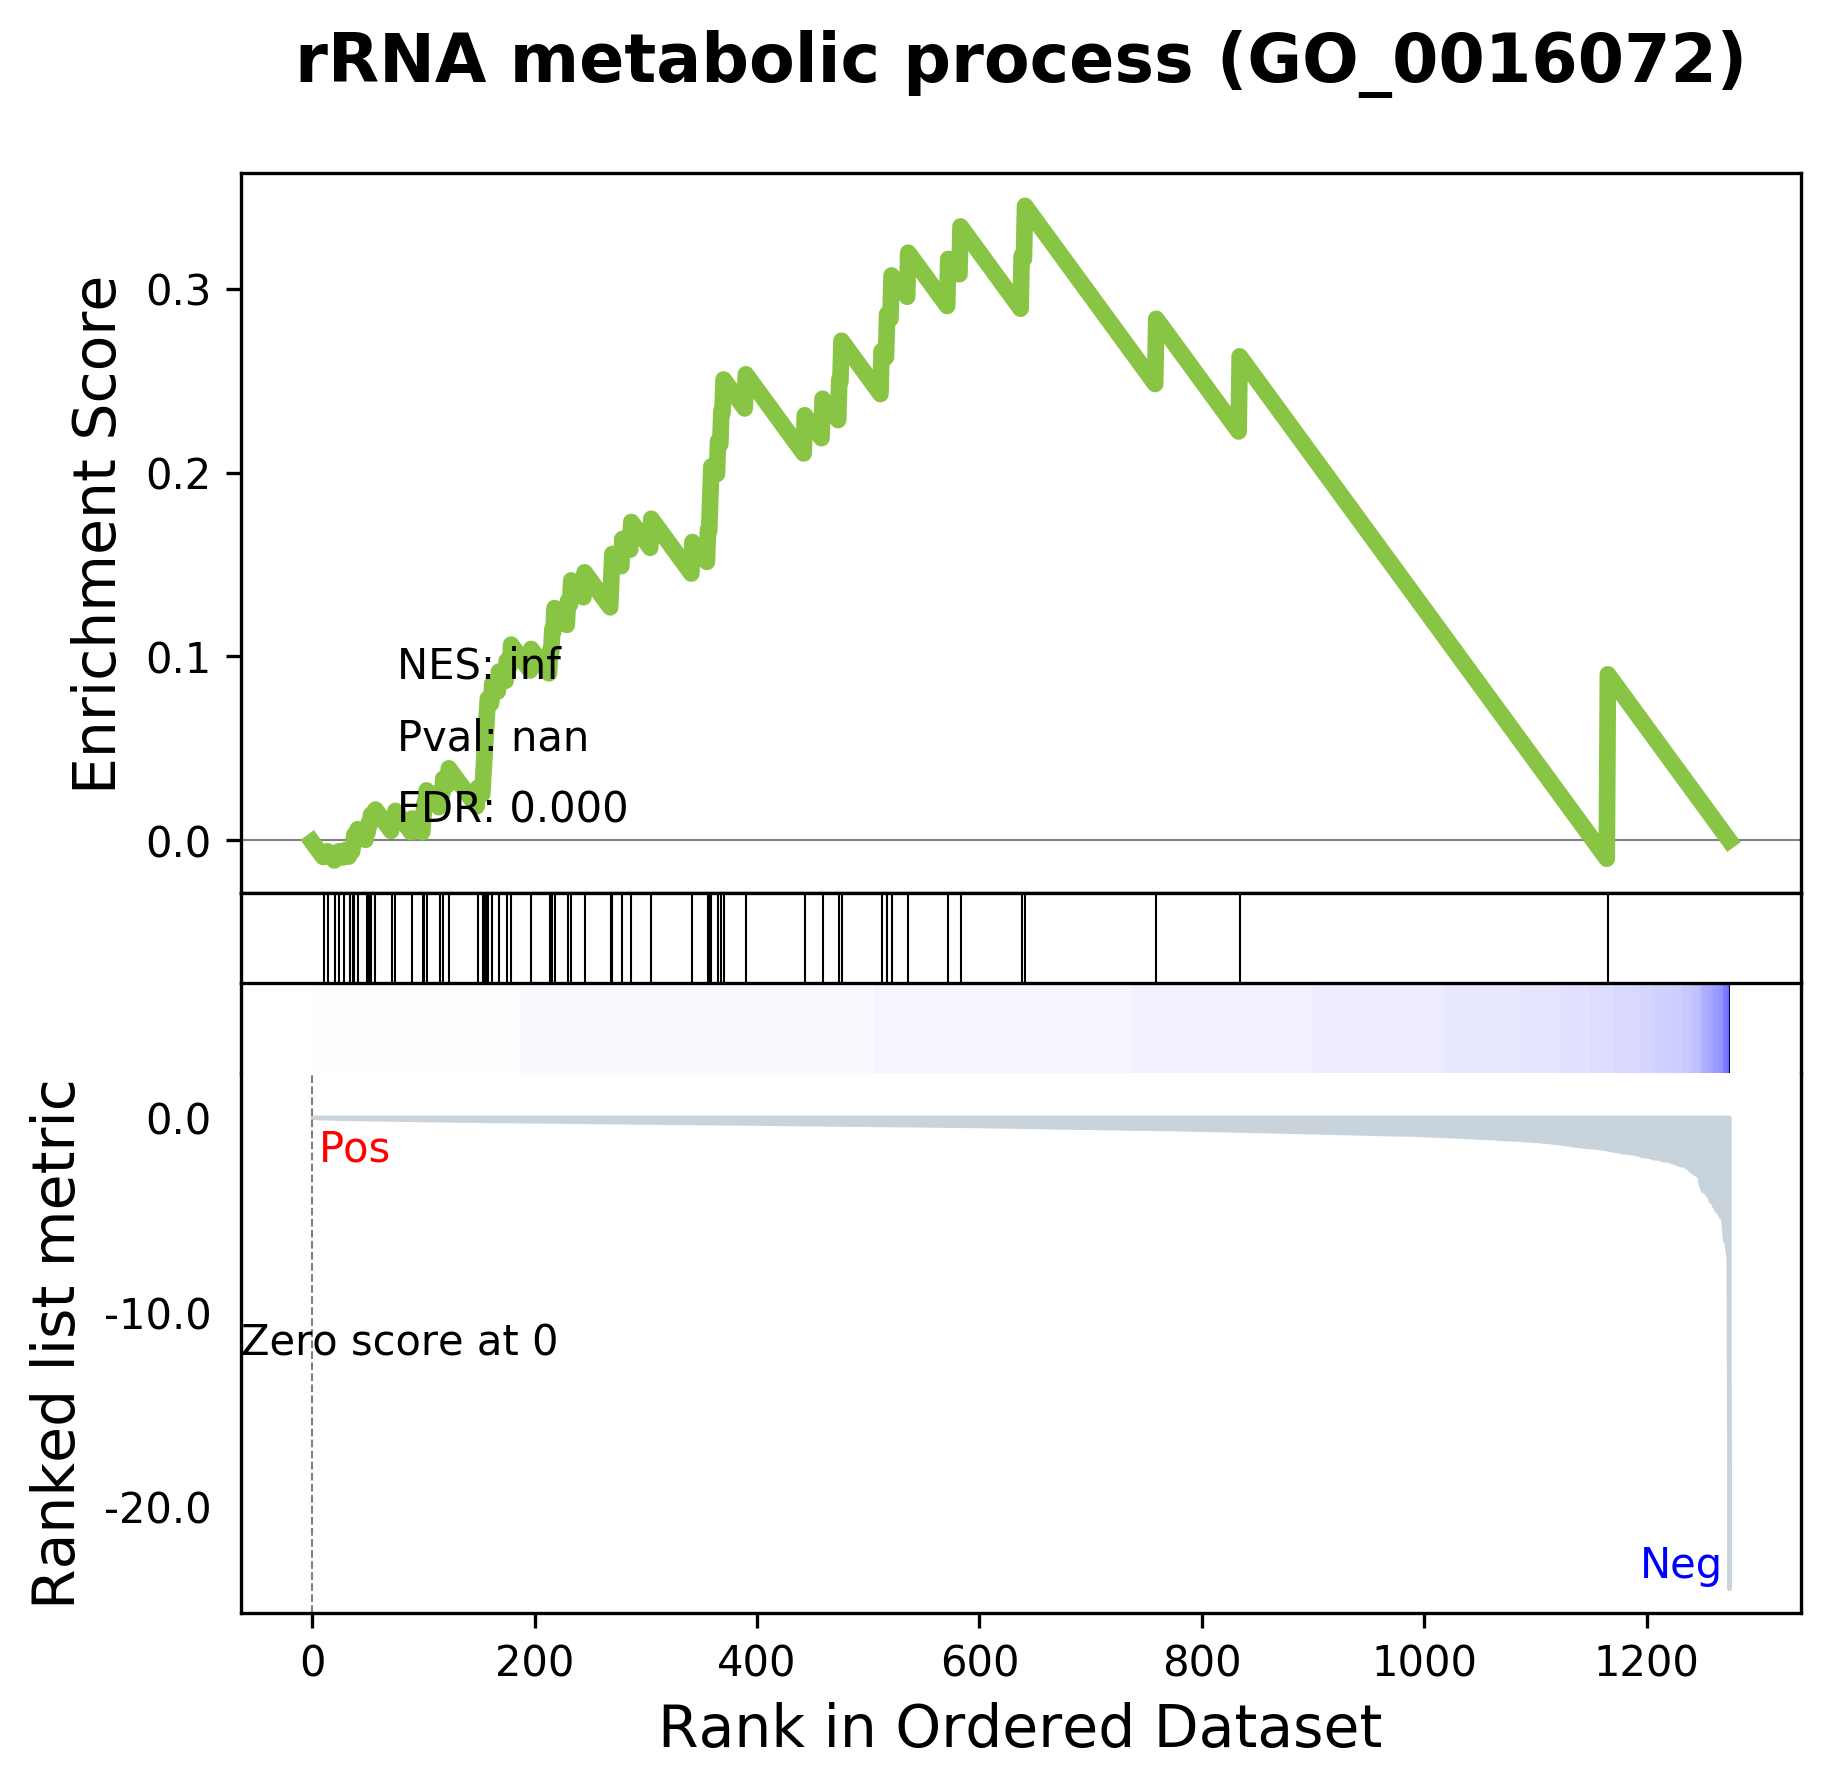 rRNA metabolic process (GO_0016072)
Enrichment Score
0.3
0.2
0.1
0.0
NES: inf
Pval: nan
FDR: 0.000
Ranked list metric
0.0
-10.0
-20.0
Pos
Zero score at 0
Neg
0 200 400 600 800 1000 1200
Rank in Ordered Dataset